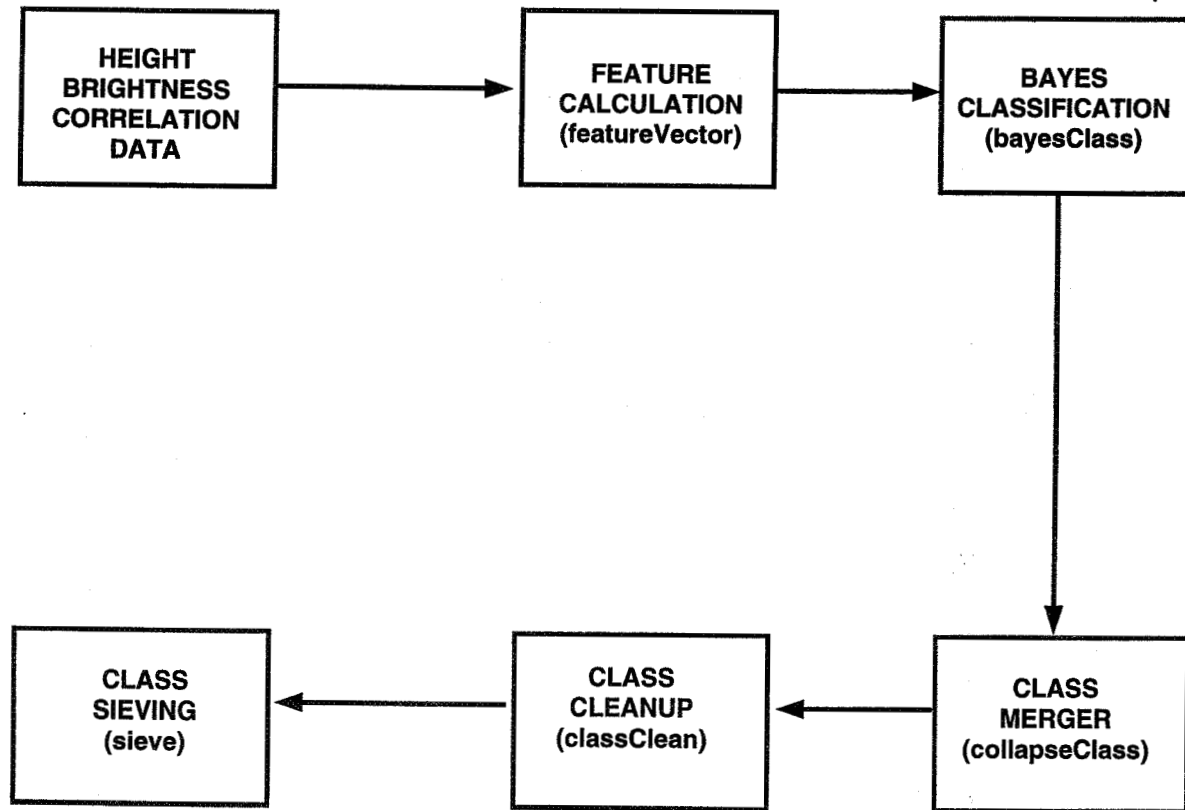 HEIGHT
BRIGHTNESS
CORRELATION
DATA
FEATURE
CALCULATION
(featureVector)
BAYES
CLASSIFICATION
(bayesClass)
CLASS
SIEVING
(sieve)
CLASS
CLEANUP
(classClean)
CLASS
MERGER
(collapseClass)